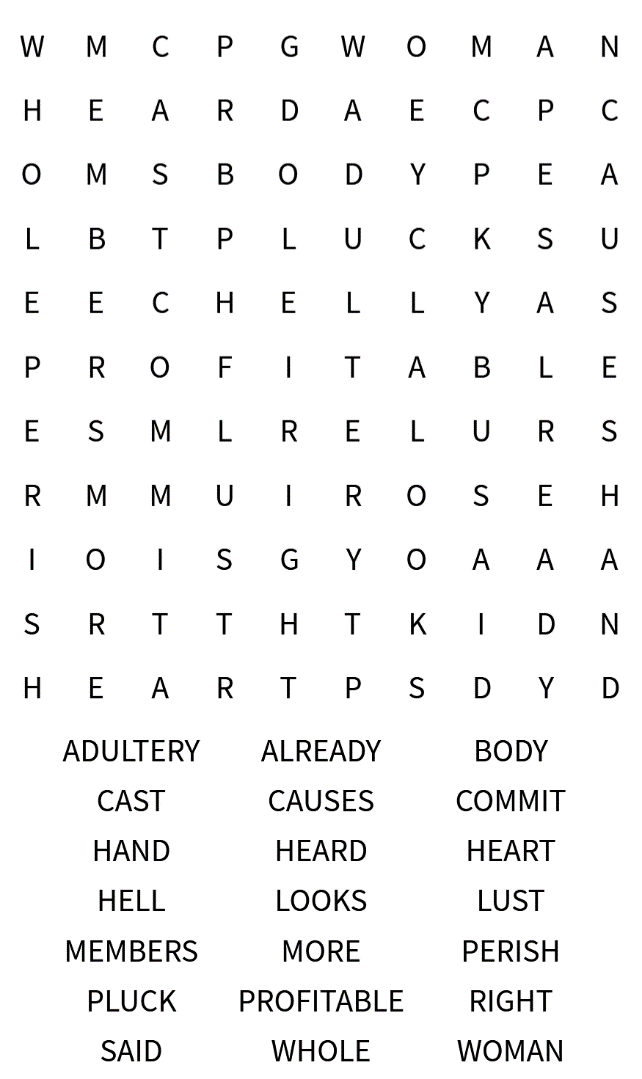 W M C P G W O M A N
H E A R D A E C P C
O M S B O D Y P E A
L B T P L U C K S U
E E C H E L L Y A S
P R O F I T A B L E
E S M L R E L U R S
R M M U I R O S E H
I O I S G Y O A A A
S R T T H T K I D N
H E A R T P S D Y D
ADULTERY ALREADY BODY
CAST CAUSES COMMIT
HAND HEARD HEART
HELL LOOKS LUST
MEMBERS MORE PERISH
PLUCK PROFITABLE RIGHT
SAID WHOLE WOMAN